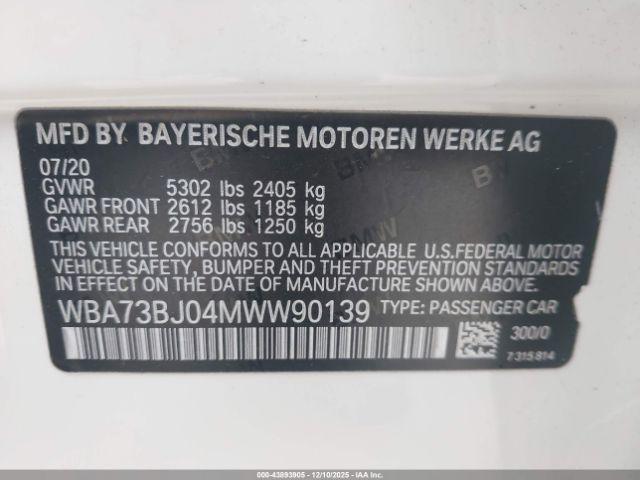 MFD BY BAYERISCHE MOTOREN WERKE AG
07/20
GVWR 5302 lbs 2405 kg
GAWR FRONT 2612 lbs 1185 kg
GAWR REAR 2756 lbs 1250 kg
THIS VEHICLE CONFORMS TO ALL APPLICABLE U.S.FEDERAL MOTOR
VEHICLE SAFETY, BUMPER AND THEFT PREVENTION STANDARDS
IN EFFECT ON THE DATE OF MANUFACTURE SHOWN ABOVE.
WBA73BJ04MWW90139 TYPE: PASSENGER CAR
300/0
7 315 814
000-43893905 - 12/10/2025 - IAAI.COM